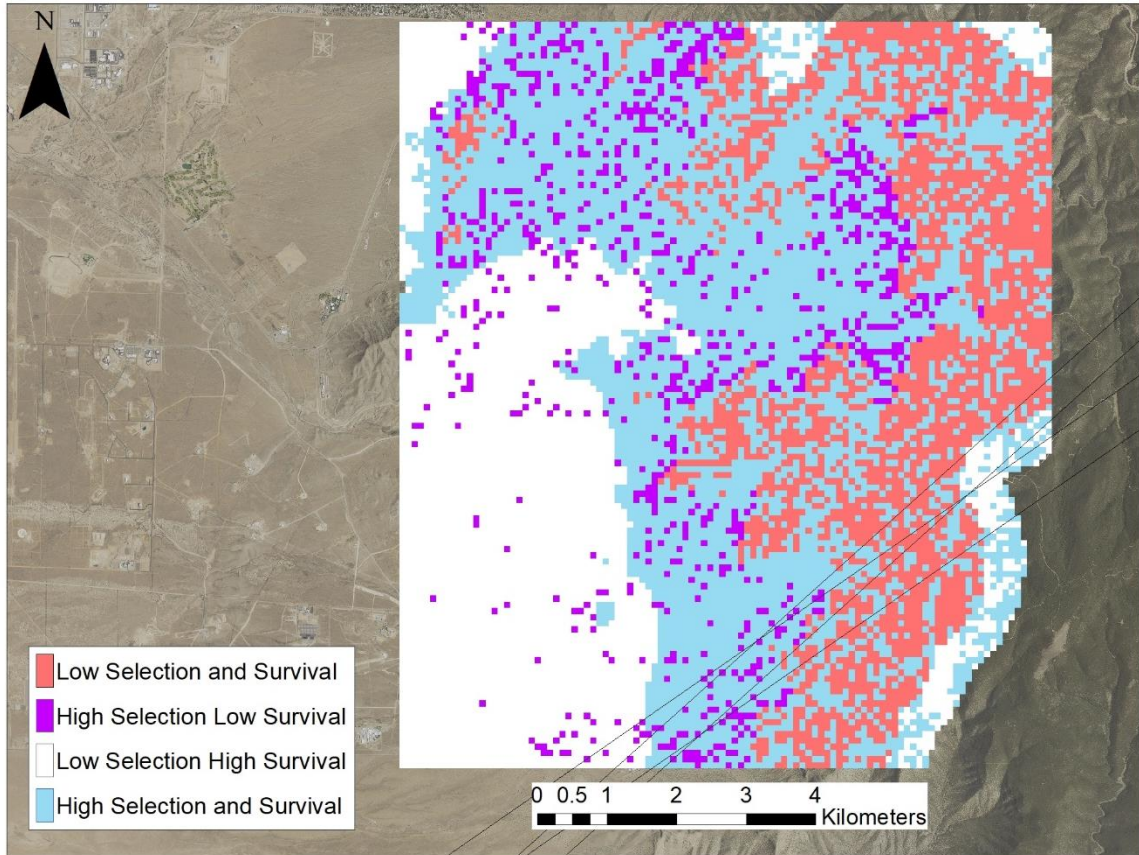 N
Low Selection and Survival
High Selection Low Survival
Low Selection High Survival
High Selection and Survival
0 0.5 1 2 3 4
Kilometers